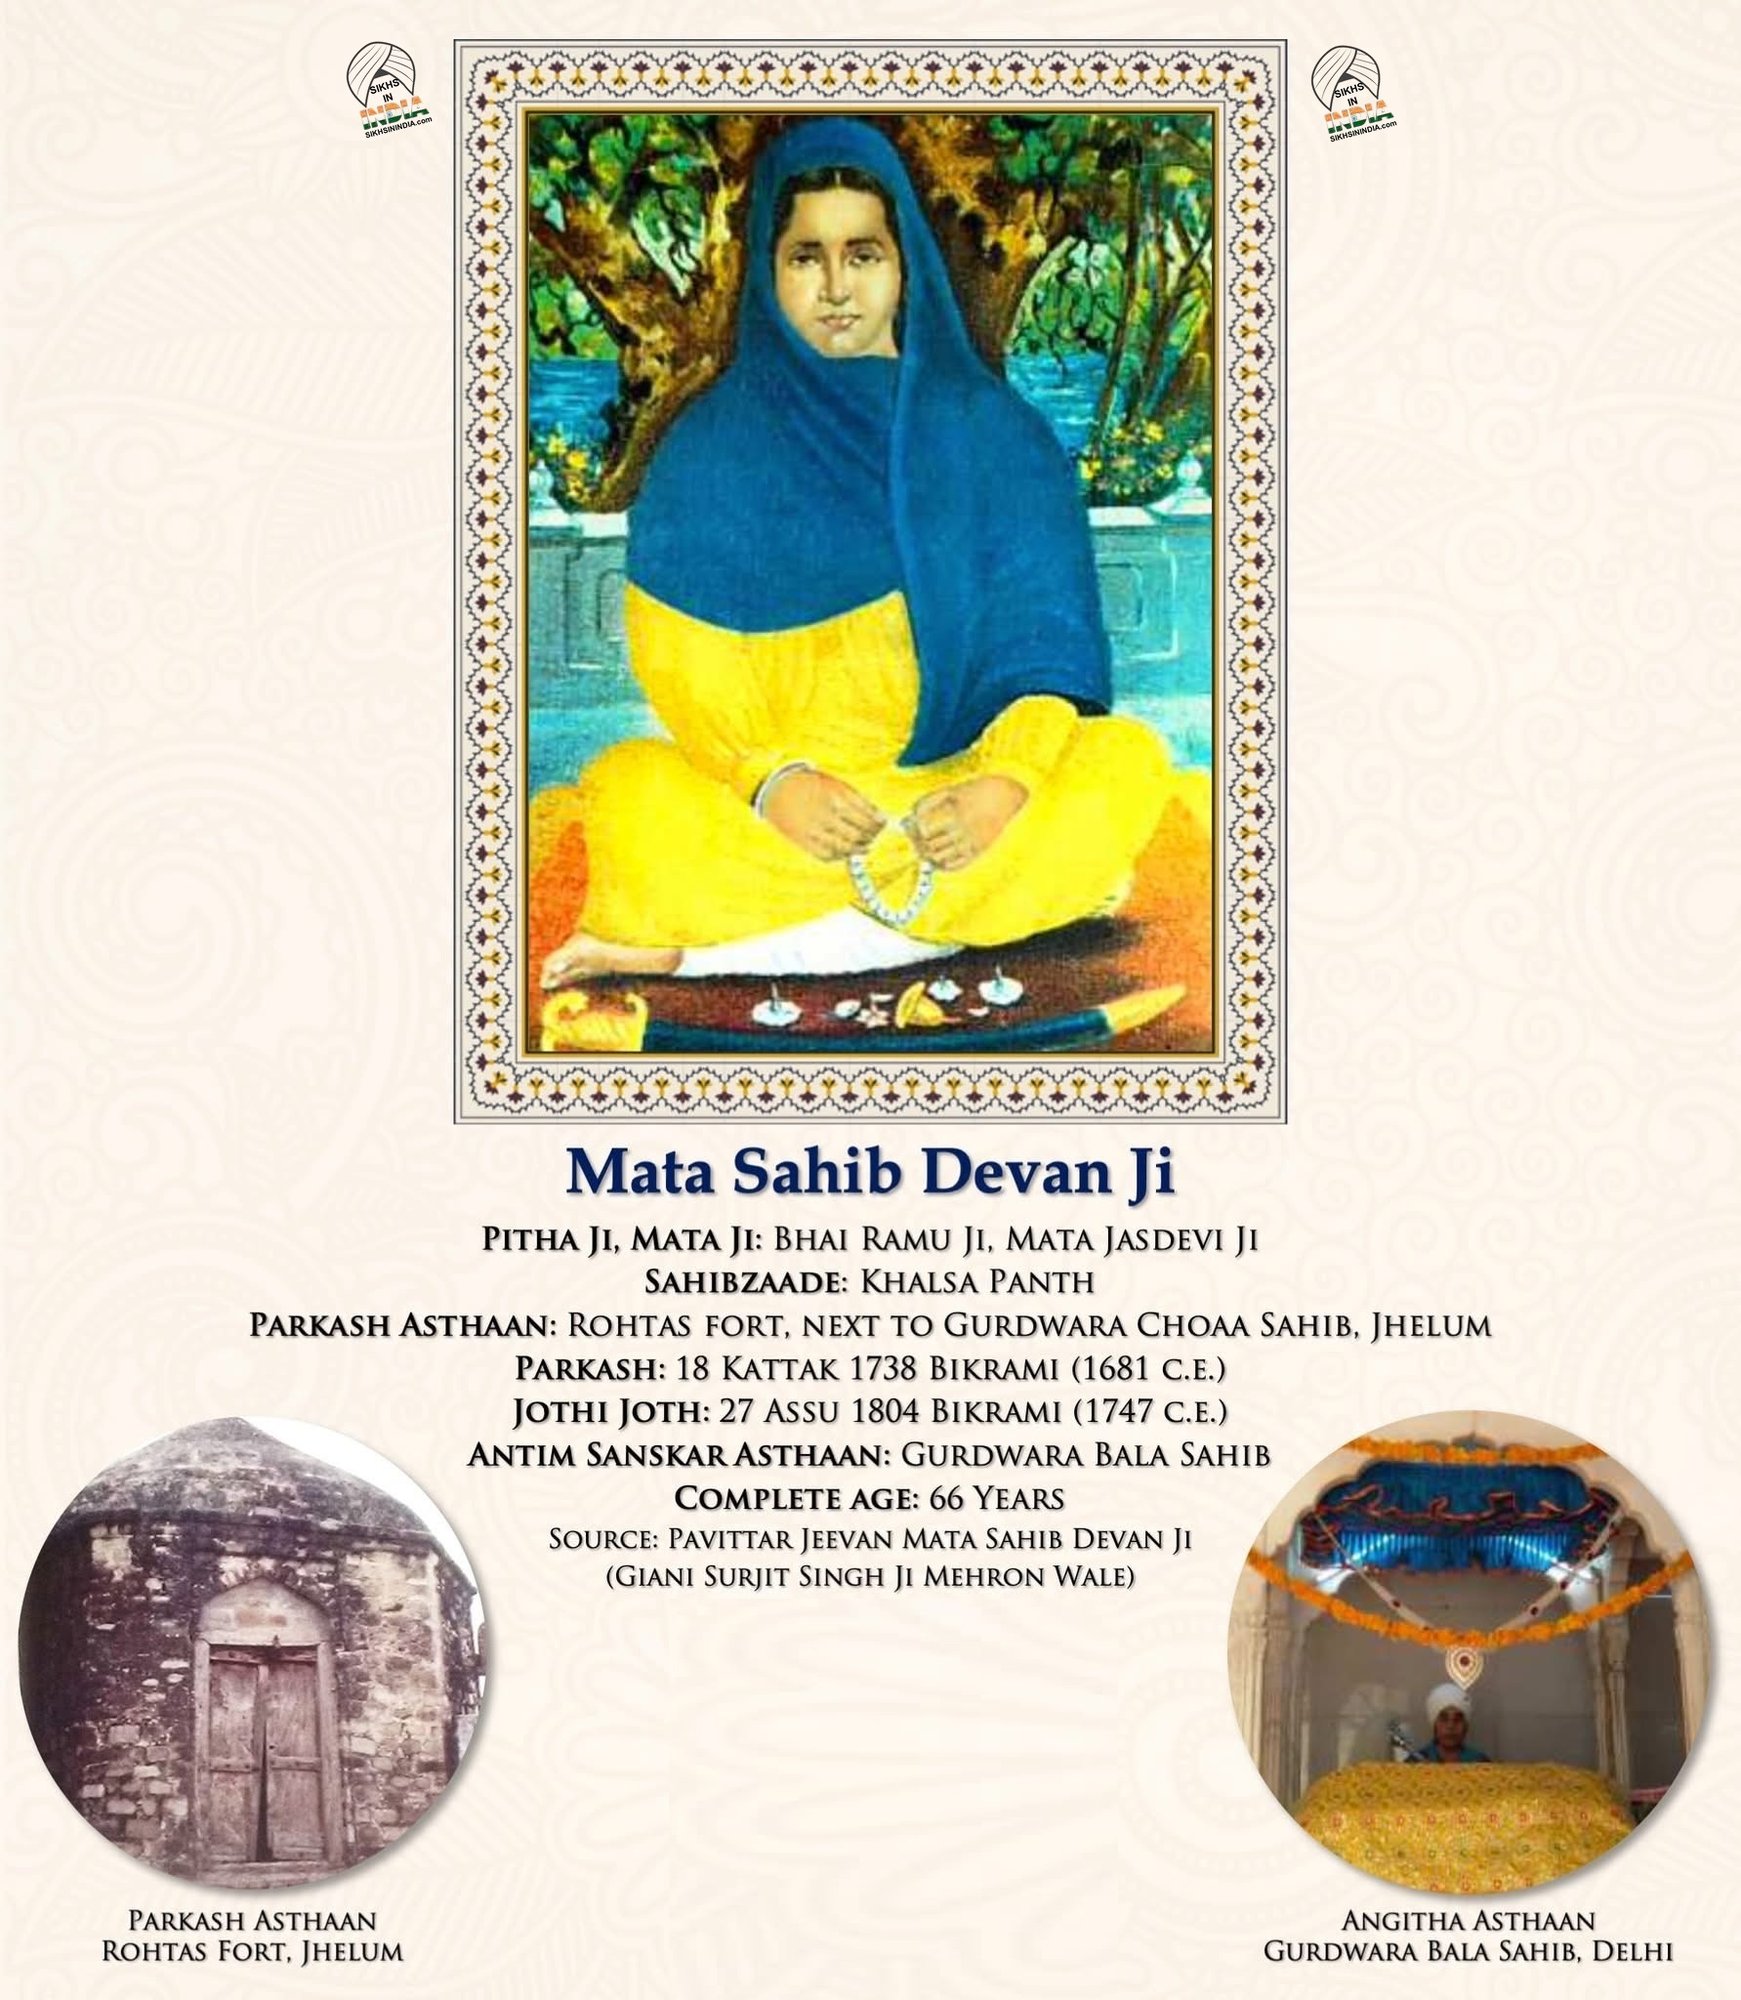 SIKHS
IN
INDIA
SIKHSININDIA.com
SIKHS
IN
INDIA
SIKHSININDIA.com
Mata Sahib Devan Ji
Pitha Ji, Mata Ji: Bhai Ramu Ji, Mata Jasdevi Ji
Sahibzaade: Khalsa Panth
Parkash Asthaan: Rohtas fort, next to Gurdwara Choaa Sahib, Jhelum
Parkash: 18 Kattak 1738 Bikrami (1681 c.e.)
Jothi Joth: 27 Assu 1804 Bikrami (1747 c.e.)
Antim Sanskar Asthaan: Gurdwara Bala Sahib
Complete age: 66 Years
Source: Pavittar Jeevan Mata Sahib Devan Ji
(Giani Surjit Singh Ji Mehron Wale)
Parkash Asthaan
Rohtas Fort, Jhelum
Angitha Asthaan
Gurdwara Bala Sahib, Delhi